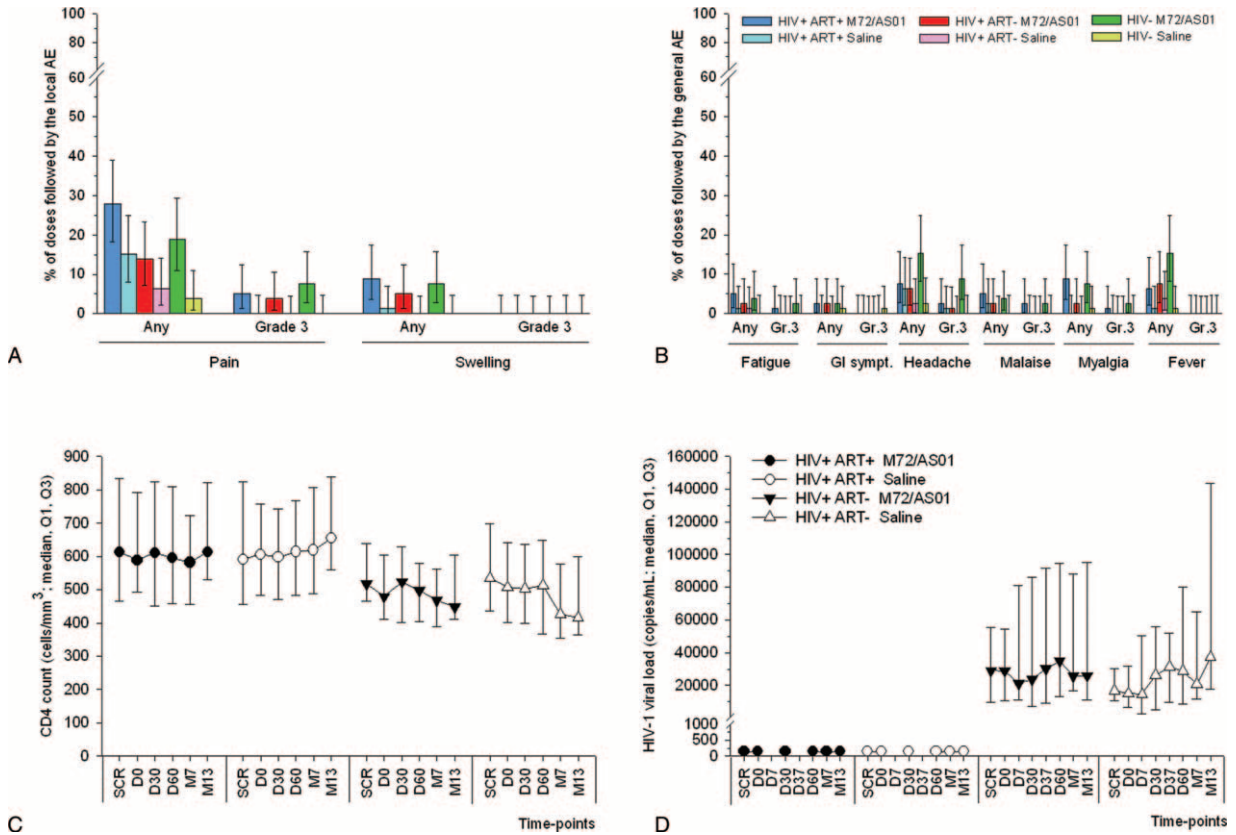 % of doses followed by the local AE
100
90
80
70
60
50
40
30
20
10
0
Any Grade 3 Any Grade 3
Pain Swelling
A
HIV+ ART+ M72/AS01 HIV+ ART- M72/AS01 HIV- M72/AS01
HIV+ ART+ Saline HIV+ ART- Saline HIV- Saline
% of doses followed by the general AE
100
90
80
70
60
50
40
30
20
10
0
Any Gr.3 Any Gr.3 Any Gr.3 Any Gr.3 Any Gr.3 Any Gr.3
Fatigue GI sympt. Headache Malaise Myalgia Fever
B
CD4 count (cells/mm³; median, Q1, Q3)
900
800
700
600
500
400
300
200
100
0
SCR D0 D30 D60 M7 M13 SCR D0 D30 D60 M7 M13 SCR D0 D30 D60 M7 M13 SCR D0 D30 D60 M7 M13
Time-points
C
HIV+ ART+ M72/AS01
HIV+ ART+ Saline
HIV+ ART- M72/AS01
HIV+ ART- Saline
HIV-1 viral load (copies/mL; median, Q1, Q3)
160000
140000
120000
100000
80000
60000
40000
20000
1000
500
0
SCR D0 D7 D30 D37 D60 M7 M13 SCR D0 D7 D30 D37 D60 M7 M13 SCR D0 D7 D30 D37 D60 M7 M13 SCR D0 D7 D30 D37 D60 M7 M13
Time-points
D